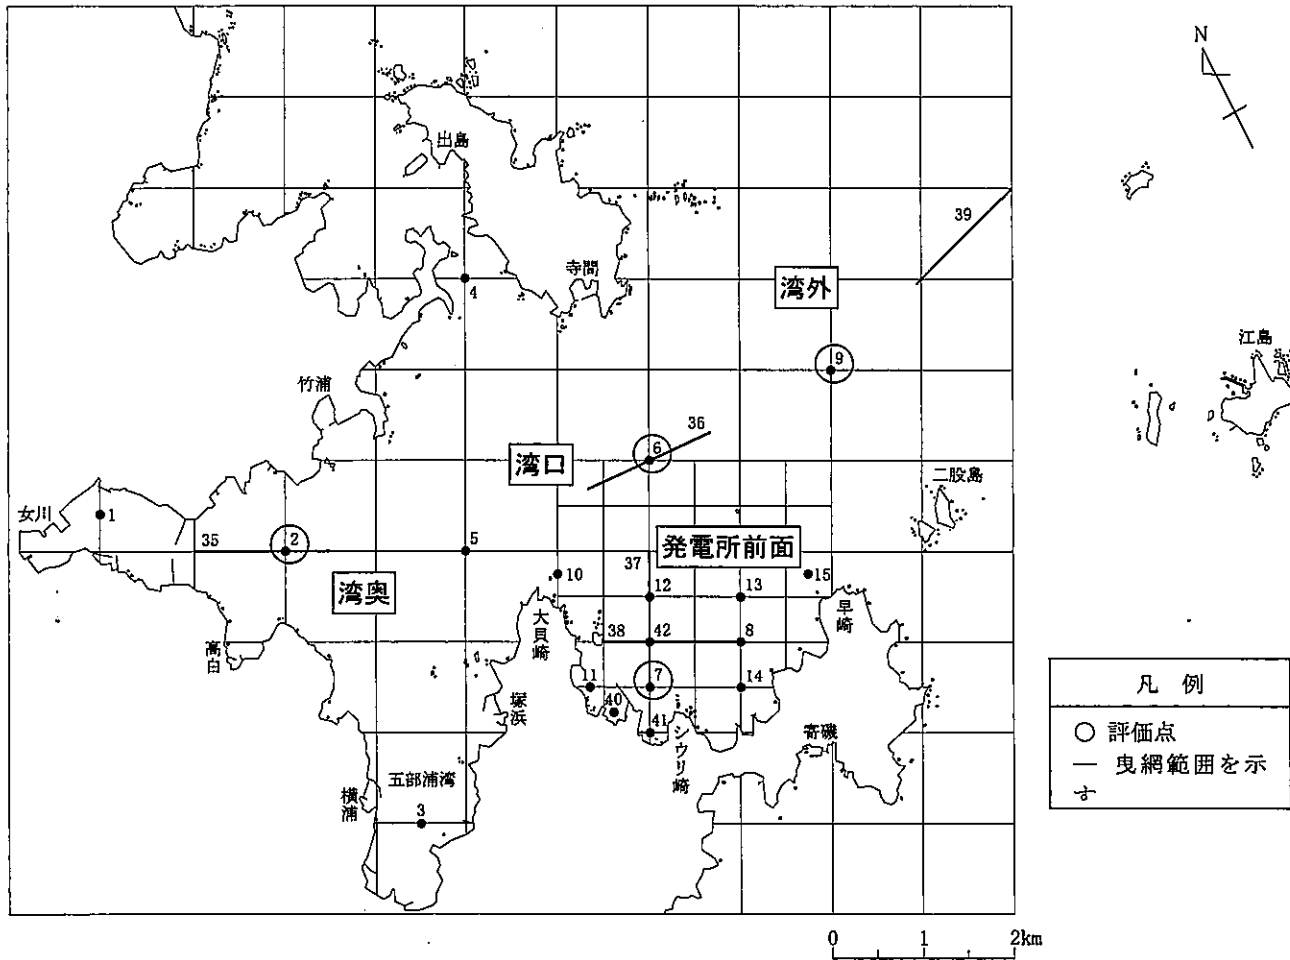 N
出島
39
寺間
4
湾外
9
江島
竹浦
36
湾口
6
二股島
女川
1
35
2
5
発電所前面
37
10
12
13
15
湾奥
大貝崎
早崎
高白
38
42
8
11
7
14
40
塚浜
41
シウリ崎
寄磯
五部浦湾
横浦
3
凡 例
○ 評価点
― 曳網範囲を示
す
0 1 2km